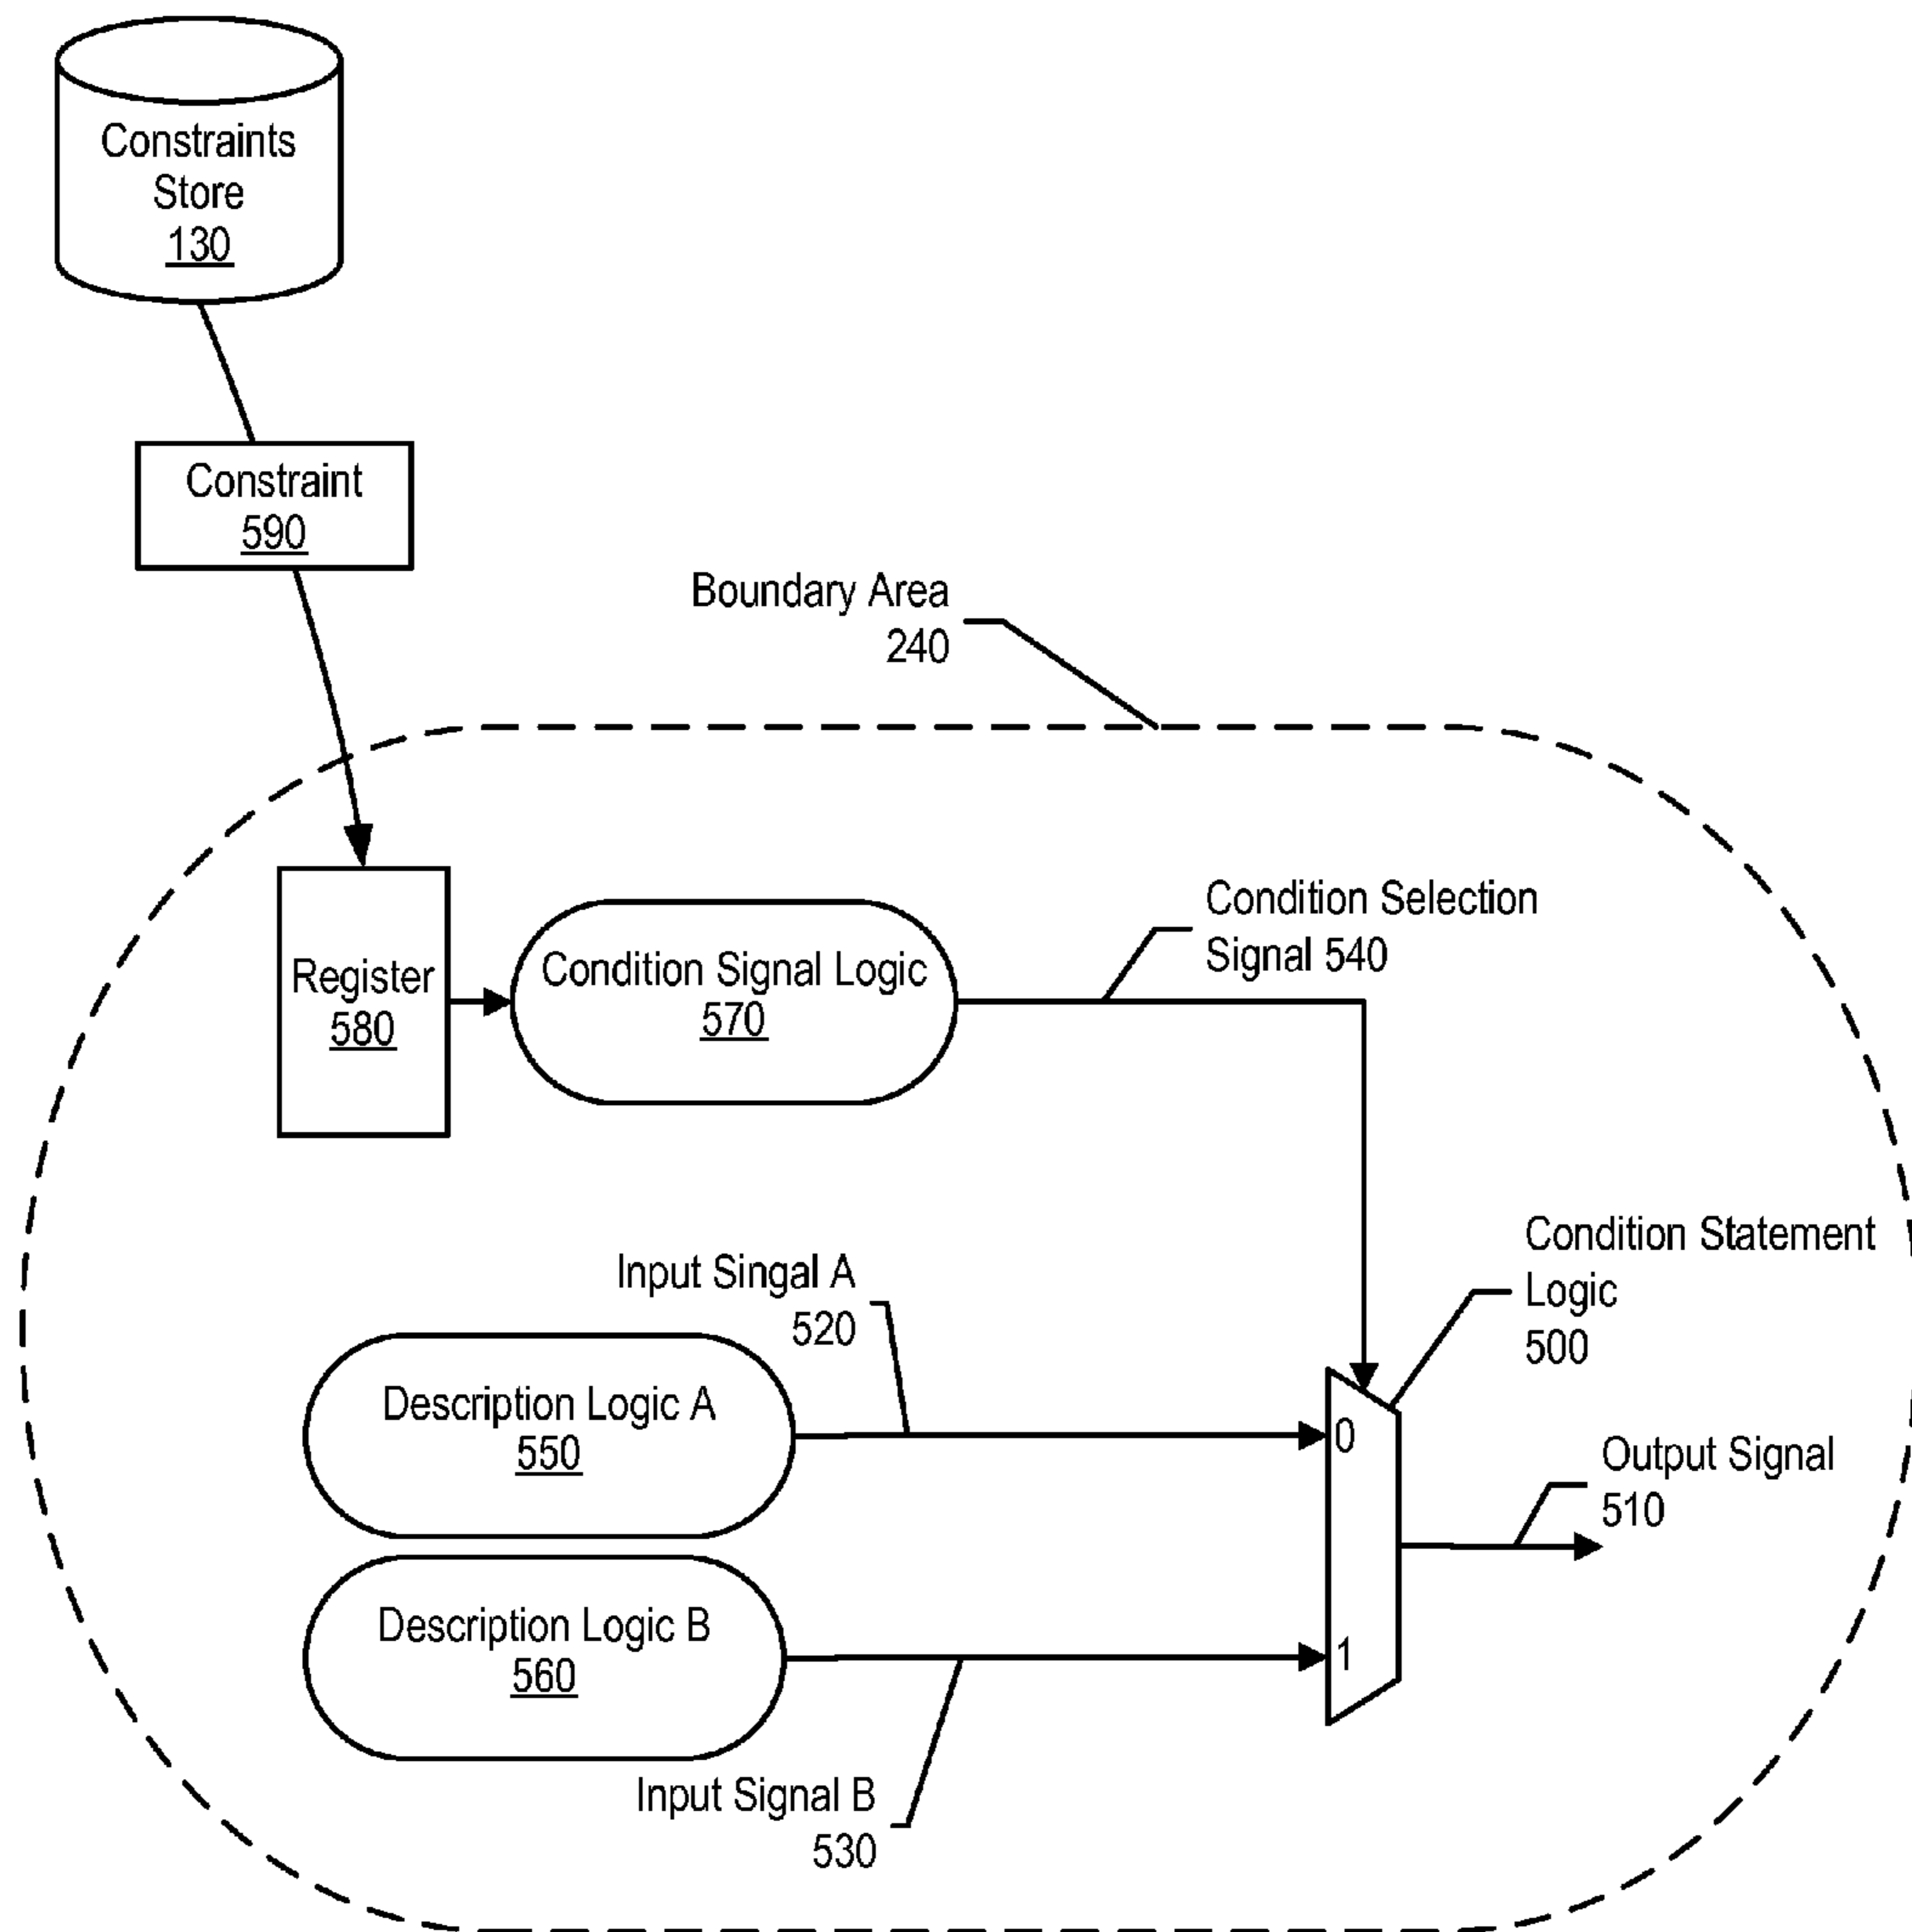 Constraints
Store
130
Constraint
590
Boundary Area
240
Condition Selection
Signal 540
Register
580
Condition Signal Logic
570
Condition Statement
Logic
500
Input Singal A
520
Description Logic A
550
0
Output Signal
510
Description Logic B
560
1
Input Signal B
530